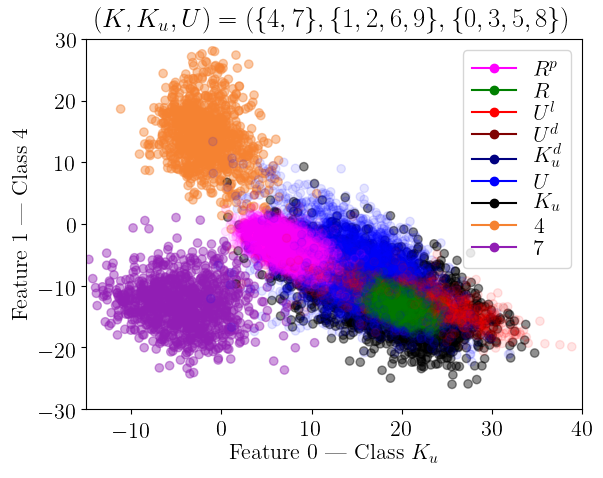 (K, K_u, U) = ({4, 7}, {1, 2, 6, 9}, {0, 3, 5, 8})
30
20
10
0
−10
−20
−30
Feature 1 — Class 4
R^p
R
U^l
U^d
K_u^d
U
K_u
4
7
−10
0
10
20
30
40
Feature 0 — Class K_u